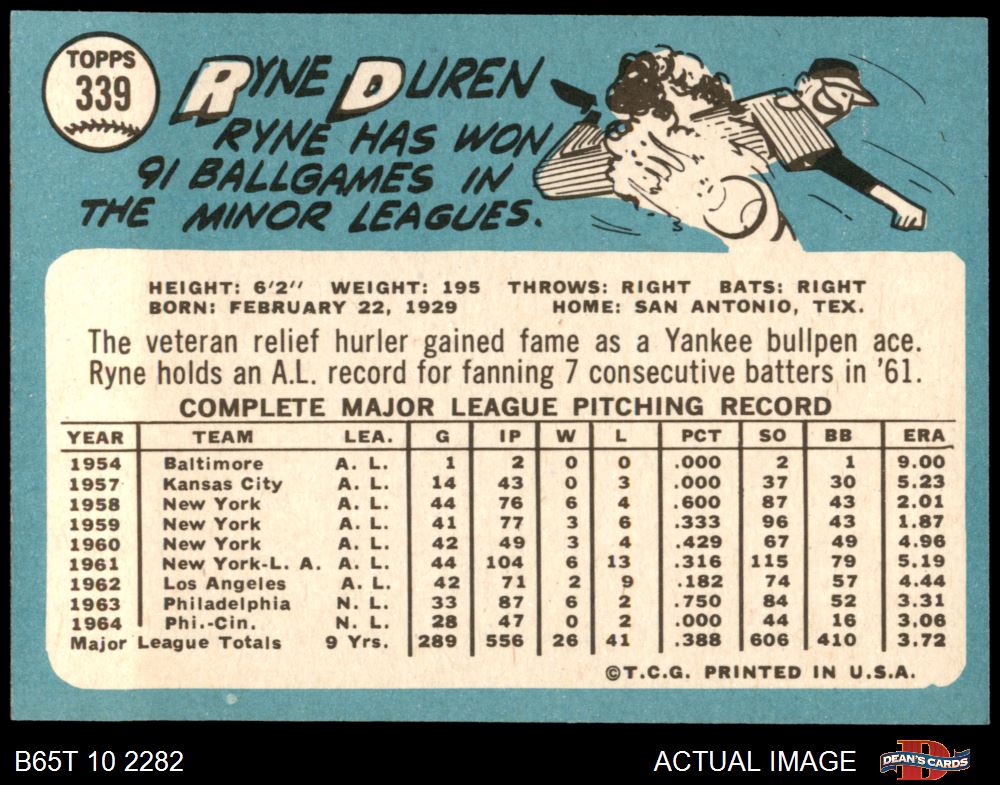 TOPPS
339
RYNE DUREN
RYNE HAS WON
91 BALLGAMES IN
THE MINOR LEAGUES.
HEIGHT: 6'2" WEIGHT: 195 THROWS: RIGHT BATS: RIGHT
BORN: FEBRUARY 22, 1929 HOME: SAN ANTONIO, TEX.
The veteran relief hurler gained fame as a Yankee bullpen ace.
Ryne holds an A.L. record for fanning 7 consecutive batters in '61.
COMPLETE MAJOR LEAGUE PITCHING RECORD
YEAR TEAM LEA. G IP W L PCT SO BB ERA
1954 Baltimore A. L. 1 2 0 0 .000 2 1 9.00
1957 Kansas City A. L. 14 43 0 3 .000 37 30 5.23
1958 New York A. L. 44 76 6 4 .600 87 43 2.01
1959 New York A. L. 41 77 3 6 .333 96 43 1.87
1960 New York A. L. 42 49 3 4 .429 67 49 4.96
1961 New York-L. A. A. L. 44 104 6 13 .316 115 79 5.19
1962 Los Angeles A. L. 42 71 2 9 .182 74 57 4.44
1963 Philadelphia N. L. 33 87 6 2 .750 84 52 3.31
1964 Phi.-Cin. N. L. 28 47 0 2 .000 44 16 3.06
Major League Totals 9 Yrs. 289 556 26 41 .388 606 410 3.72
©T.C.G. PRINTED IN U.S.A.
B65T 10 2282 ACTUAL IMAGE DEAN'S CARDS